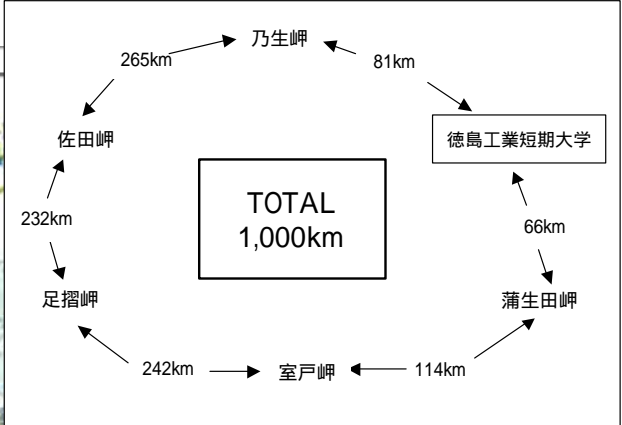 乃生岬
265km
81km
佐田岬
徳島工業短期大学
TOTAL
1,000km
232km
66km
足摺岬
蒲生田岬
242km
室戸岬
114km